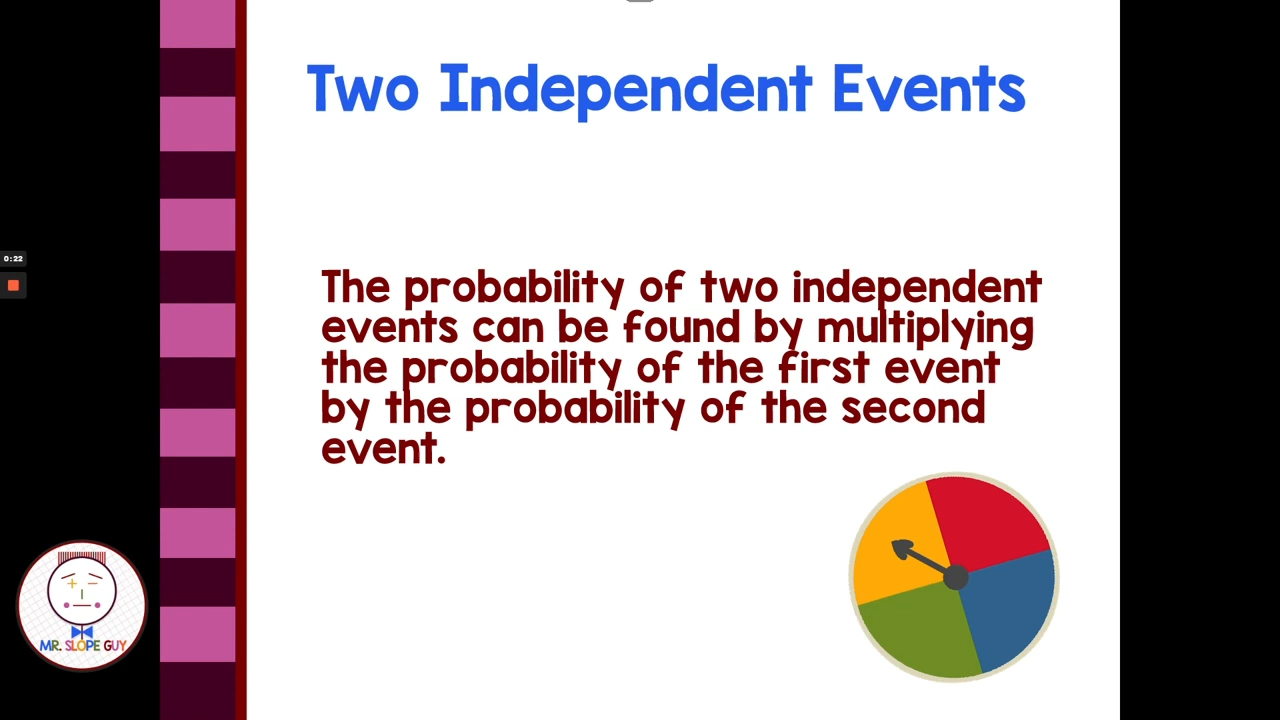 Two Independent Events
0:22
The probability of two independent
events can be found by multiplying
the probability of the first event
by the probability of the second
event.
MR. SLOPE GUY